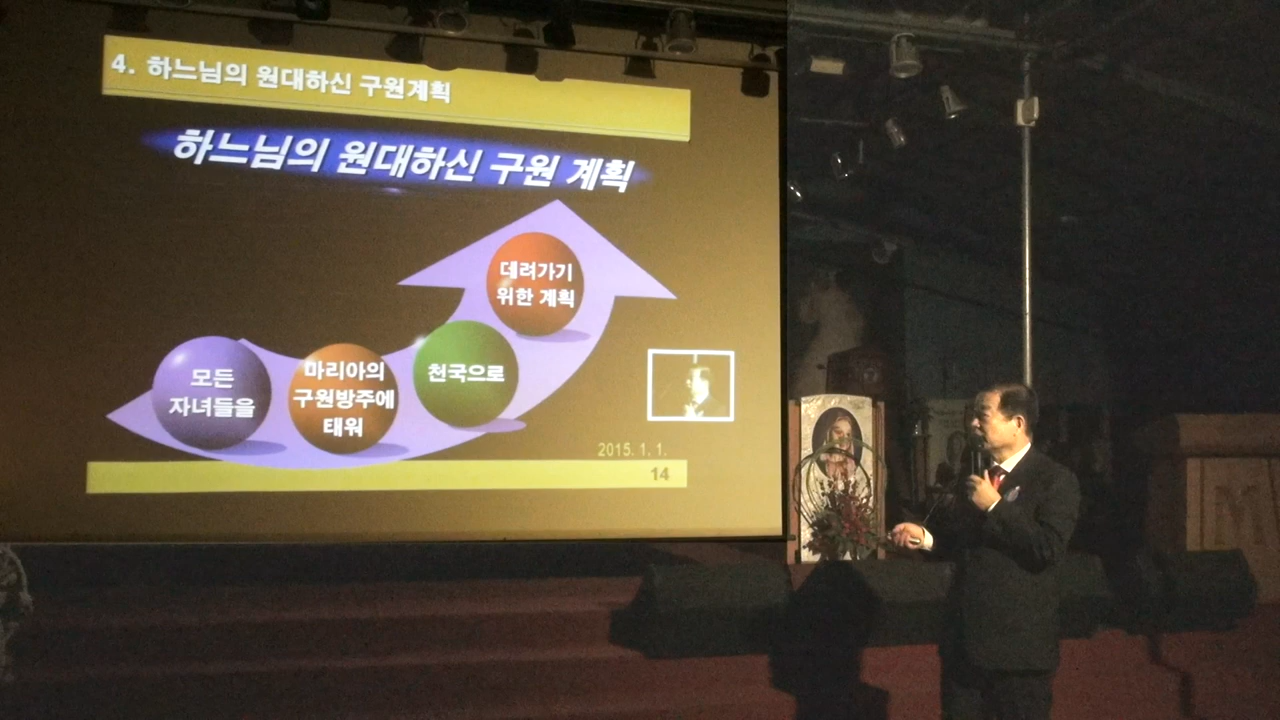 4. 하느님의 원대하신 구원계획
하느님의 원대하신 구원 계획
데려가기
위한 계획
천국으로
마리아의
구원방주에
태워
모든
자녀들을
2015. 1. 1.
14
M